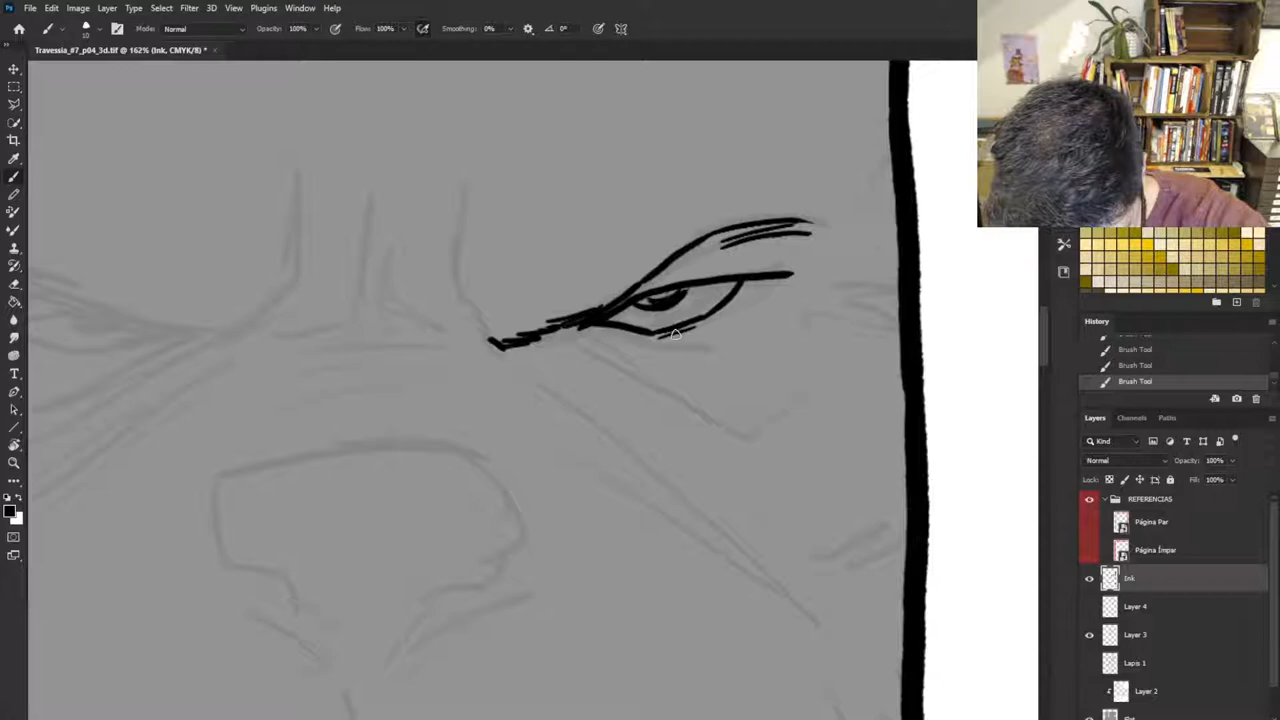 File Edit Image Layer Type Select Filter 3D View Plugins Window Help
10 Mode: Normal Opacity: 100% Flow: 100% Smoothing: 0% 0°
Travessia_#7_p04_3d.tif @ 162% (Ink, CMYK/8) *
History
Brush Tool
Brush Tool
Brush Tool
Layers Channels Paths
Kind
Normal Opacity: 100%
Lock: Fill: 100%
REFERENCIAS
Página Par
Página Ímpar
Ink
Layer 4
Layer 3
Lapis 1
Layer 2